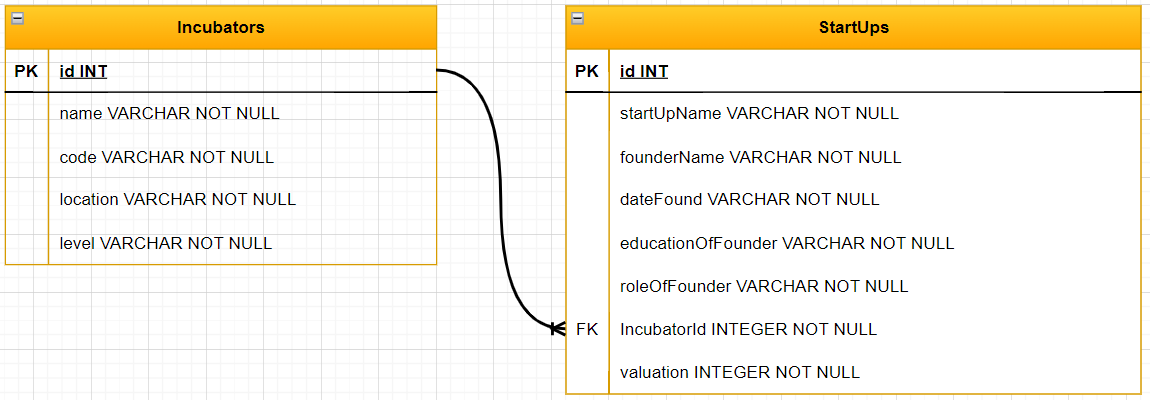 Incubators
PK id INT
name VARCHAR NOT NULL
code VARCHAR NOT NULL
location VARCHAR NOT NULL
level VARCHAR NOT NULL
StartUps
PK id INT
startUpName VARCHAR NOT NULL
founderName VARCHAR NOT NULL
dateFound VARCHAR NOT NULL
educationOfFounder VARCHAR NOT NULL
roleOfFounder VARCHAR NOT NULL
FK IncubatorId INTEGER NOT NULL
valuation INTEGER NOT NULL